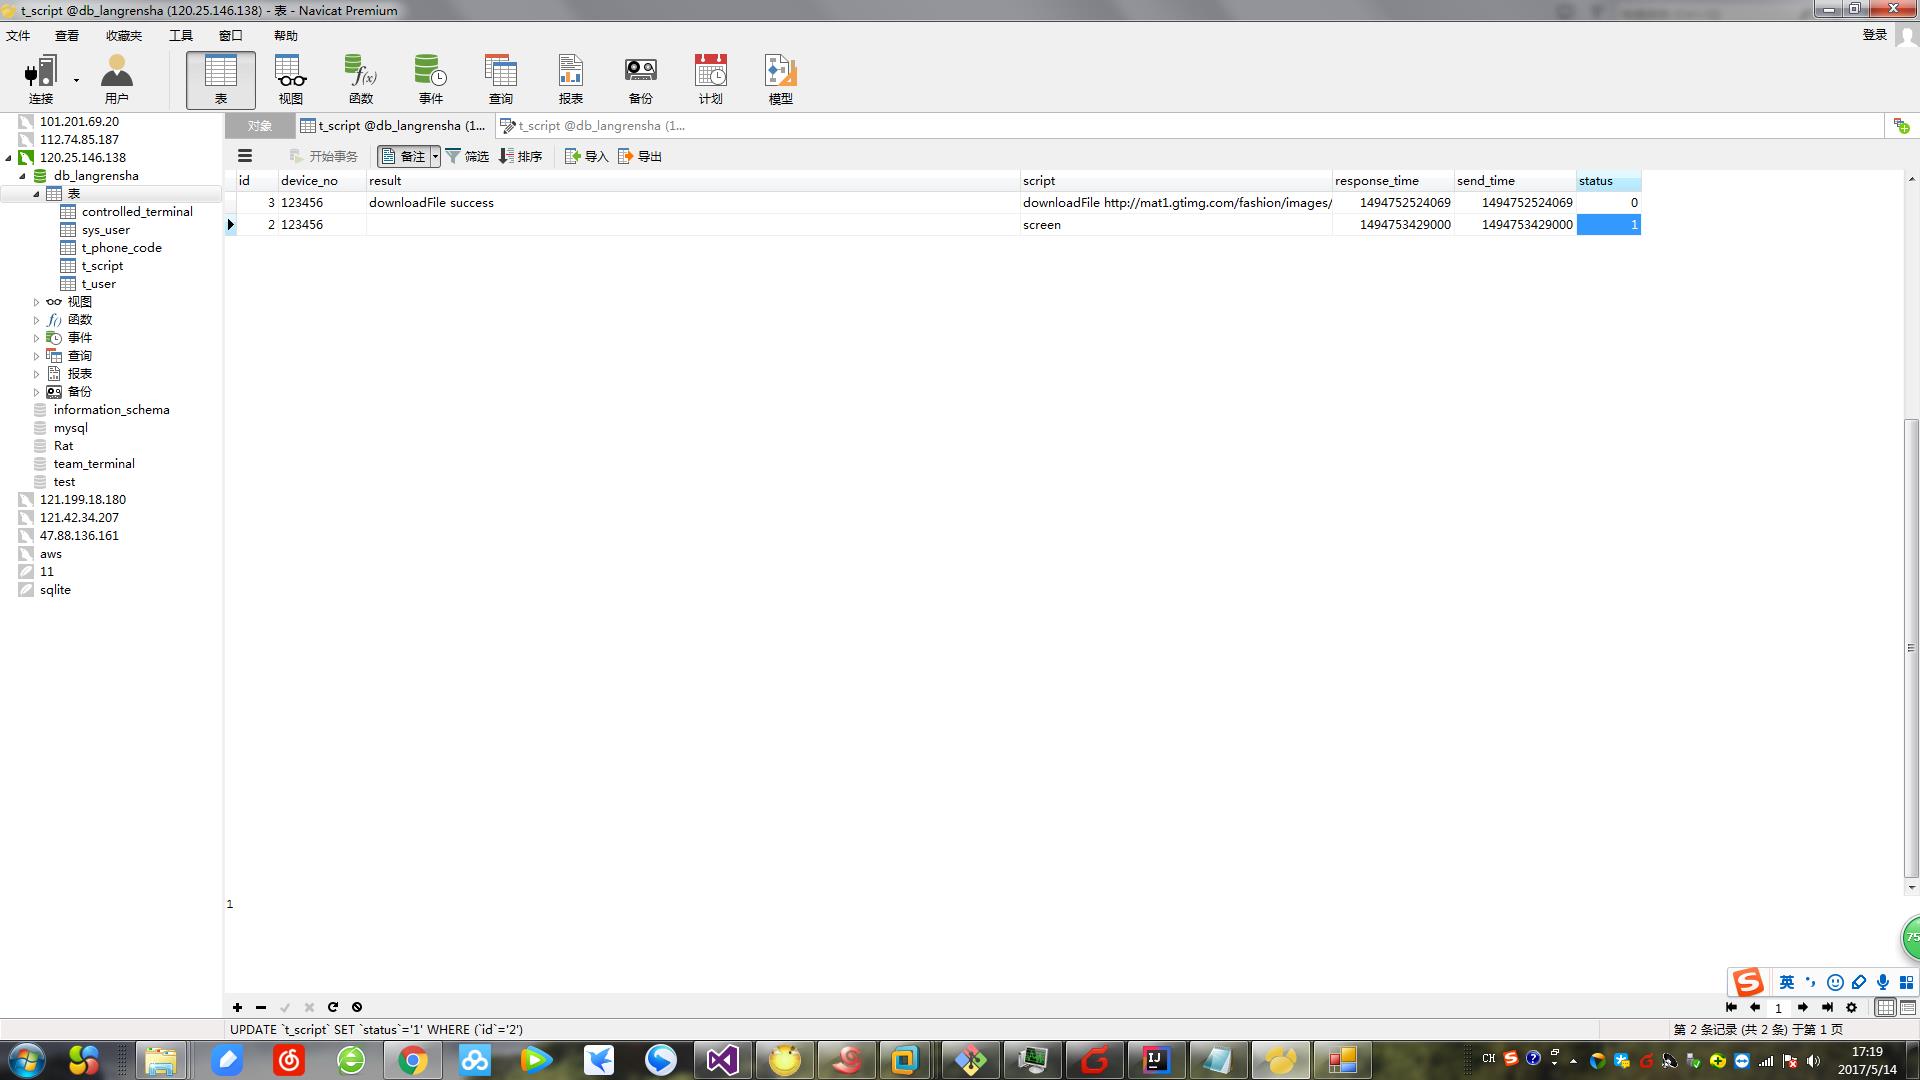 t_script @db_langrensha (120.25.146.138) - 表 - Navicat Premium
文件 查看 收藏夹 工具 窗口 帮助 登录
连接 用户 表 视图 函数 事件 查询 报表 备份 计划 模型
101.201.69.20
112.74.85.187
120.25.146.138
db_langrensha
表
controlled_terminal
sys_user
t_phone_code
t_script
t_user
视图
函数
事件
查询
报表
备份
information_schema
mysql
Rat
team_terminal
test
121.199.18.180
121.42.34.207
47.88.136.161
aws
11
sqlite
对象 t_script @db_langrensha (1... t_script @db_langrensha (1...
开始事务 备注 筛选 排序 导入 导出
id device_no result script response_time send_time status
3 123456 downloadFile success downloadFile http://mat1.gtimg.com/fashion/images/ 1494752524069 1494752524069 0
2 123456 screen 1494753429000 1494753429000 1
1
75
英
1
UPDATE `t_script` SET `status`='1' WHERE (`id`='2') 第 2 条记录 (共 2 条) 于第 1 页
CH 17:19
2017/5/14